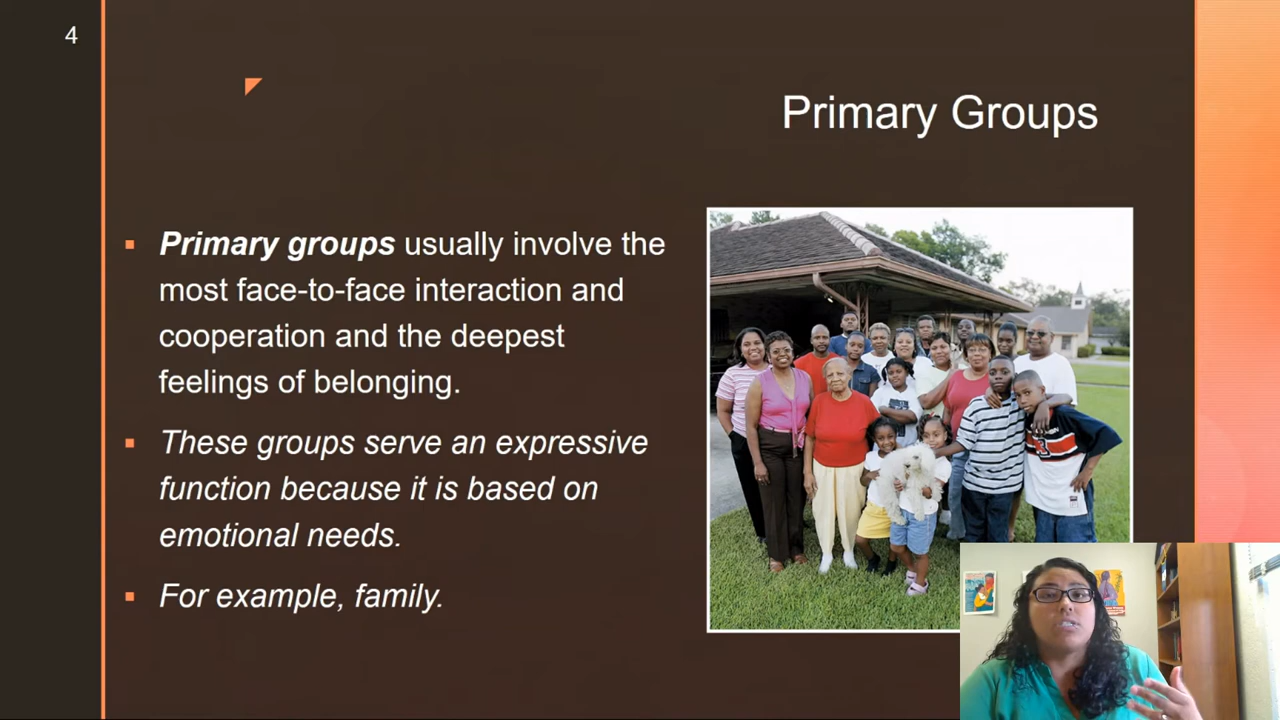 4
Primary Groups
▪ Primary groups usually involve the
most face-to-face interaction and
cooperation and the deepest
feelings of belonging.
▪ These groups serve an expressive
function because it is based on
emotional needs.
▪ For example, family.